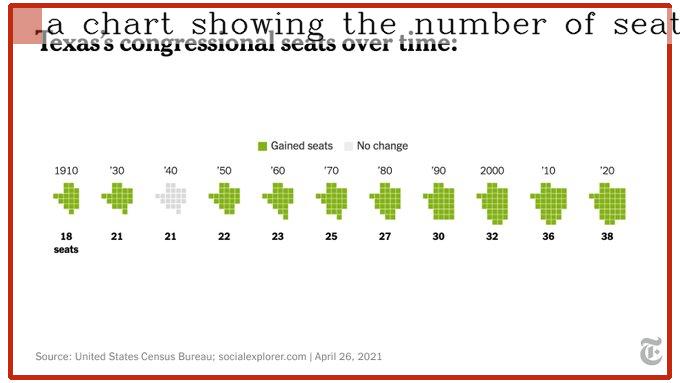 a chart showing the number of seat
Texas's congressional seats over time:
Gained seats No change
1910 '30 '40 '50 '60 '70 '80 '90 2000 '10 '20
18 21 21 22 23 25 27 30 32 36 38
seats
Source: United States Census Bureau; socialexplorer.com | April 26, 2021
T